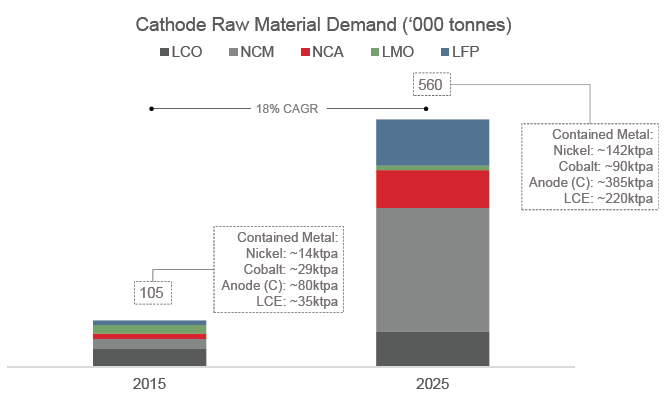 Cathode Raw Material Demand (‘000 tonnes)
LCO NCM NCA LMO LFP
560
18% CAGR
Contained Metal:
Nickel: ~142ktpa
Cobalt: ~90ktpa
Anode (C): ~385ktpa
LCE: ~220ktpa
Contained Metal:
Nickel: ~14ktpa
Cobalt: ~29ktpa
Anode (C): ~80ktpa
LCE: ~35ktpa
105
2015 2025